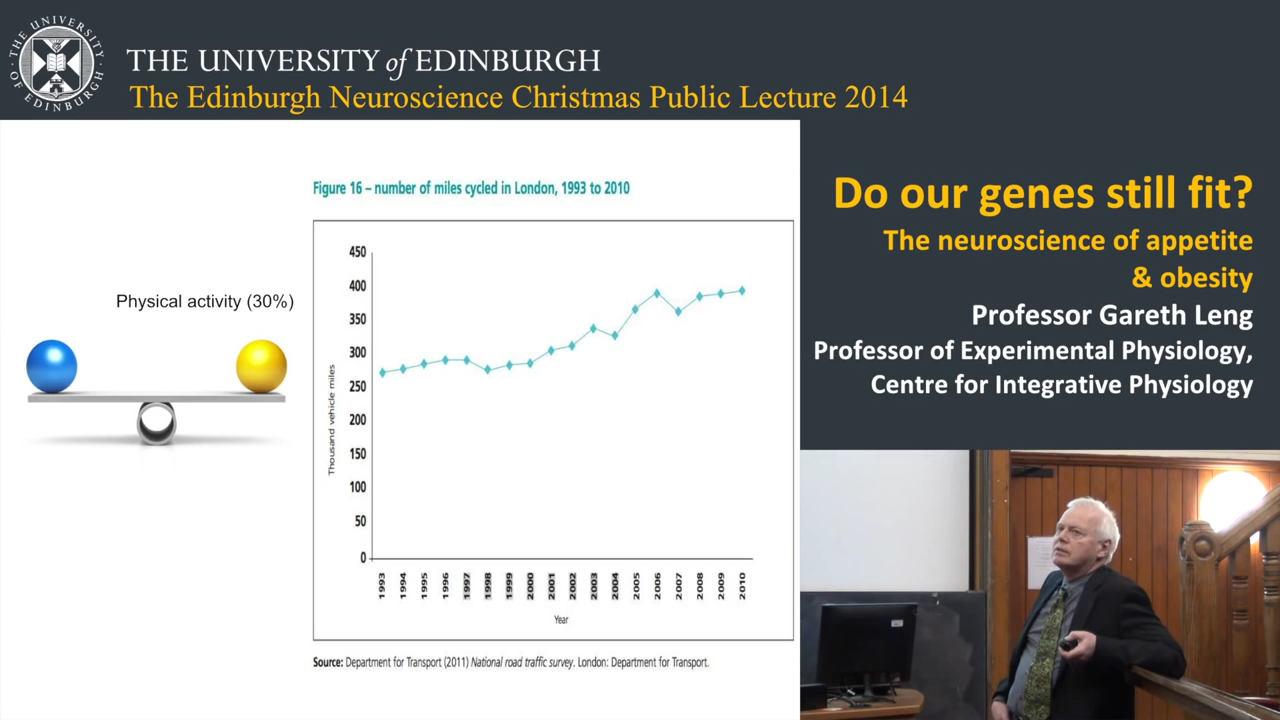 THE UNIVERSITY
OF EDINBURGH
THE UNIVERSITY of EDINBURGH
The Edinburgh Neuroscience Christmas Public Lecture 2014
Figure 16 – number of miles cycled in London, 1993 to 2010
450
400
350
300
250
200
150
100
50
0
Thousand vehicle miles
1993 1994 1995 1996 1997 1998 1999 2000 2001 2002 2003 2004 2005 2006 2007 2008 2009 2010
Year
Source: Department for Transport (2011) National road traffic survey. London: Department for Transport.
Physical activity (30%)
Do our genes still fit?
The neuroscience of appetite
& obesity
Professor Gareth Leng
Professor of Experimental Physiology,
Centre for Integrative Physiology